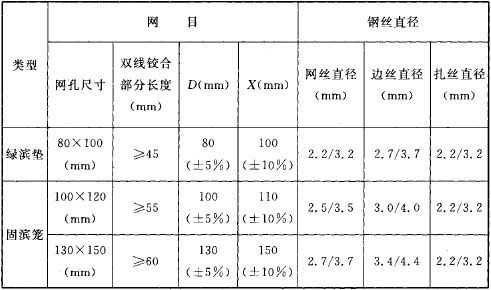 类型
网 目
钢丝直径
网孔尺寸
双线铰合
部分长度
(mm)
D(mm)
X(mm)
网丝直径
(mm)
边丝直径
(mm)
扎丝直径
(mm)
绿滨垫
80×100
(mm)
≥45
80
(±5%)
100
(±10%)
2.2/3.2
2.7/3.7
2.2/3.2
固滨笼
100×120
(mm)
≥55
100
(±5%)
110
(±10%)
2.5/3.5
3.0/4.0
2.2/3.2
130×150
(mm)
≥60
130
(±5%)
150
(±10%)
2.7/3.7
3.4/4.4
2.2/3.2